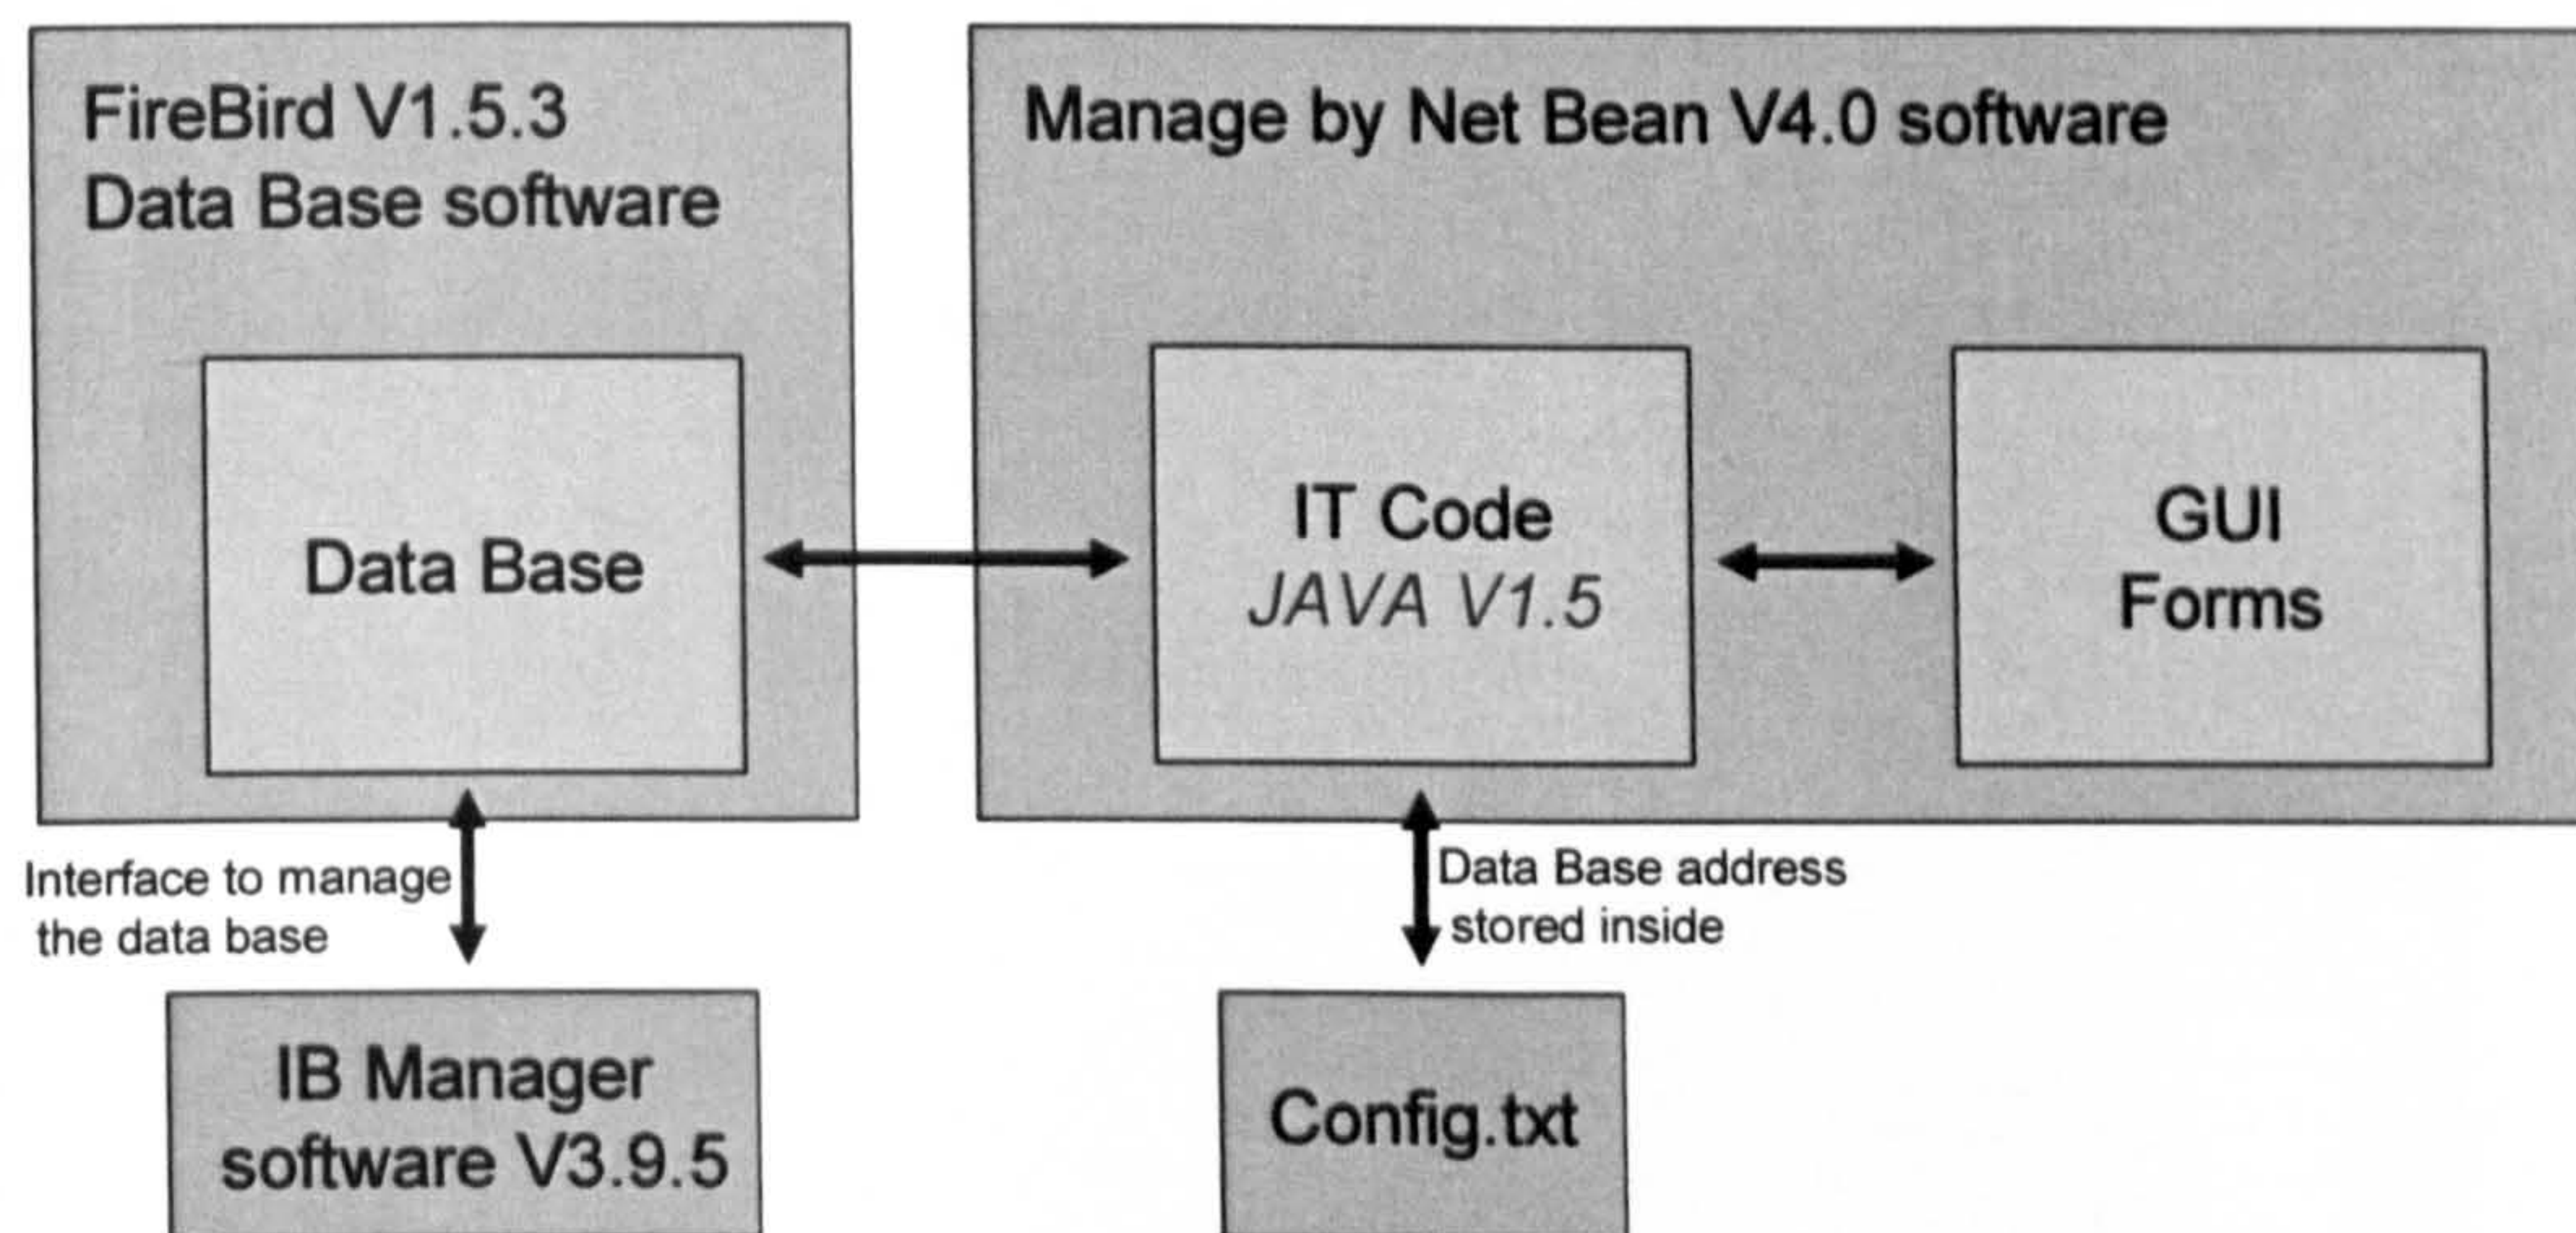 FireBird V1.5.3
Data Base software
Data Base
Manage by Net Bean V4.0 software
IT Code
JAVA V1.5
GUI
Forms
Interface to manage
the data base
Data Base address
stored inside
IB Manager
software V3.9.5
Config.txt